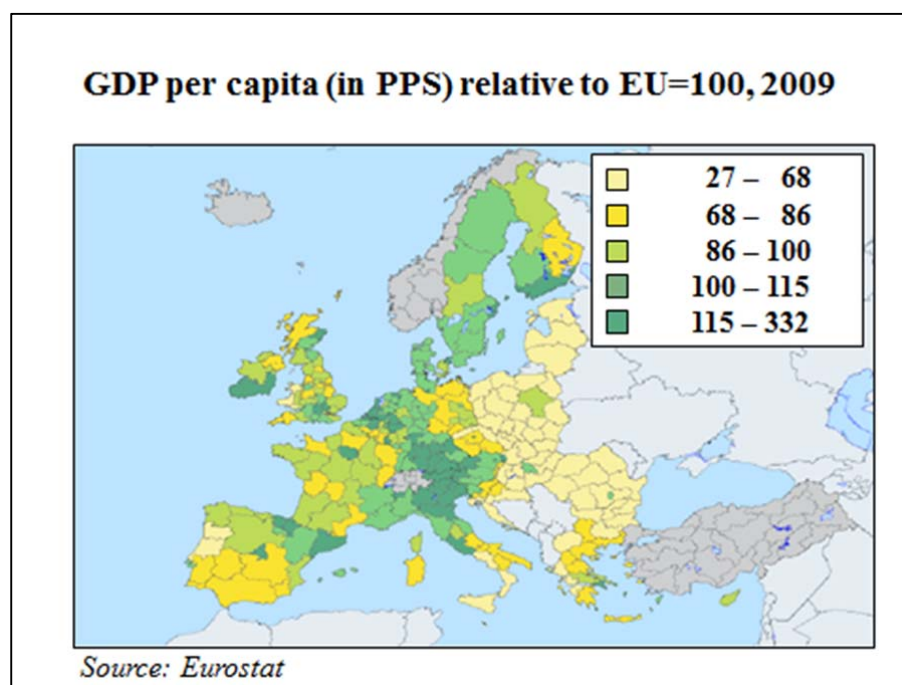 GDP per capita (in PPS) relative to EU=100, 2009
27 – 68
68 – 86
86 – 100
100 – 115
115 – 332
Source: Eurostat